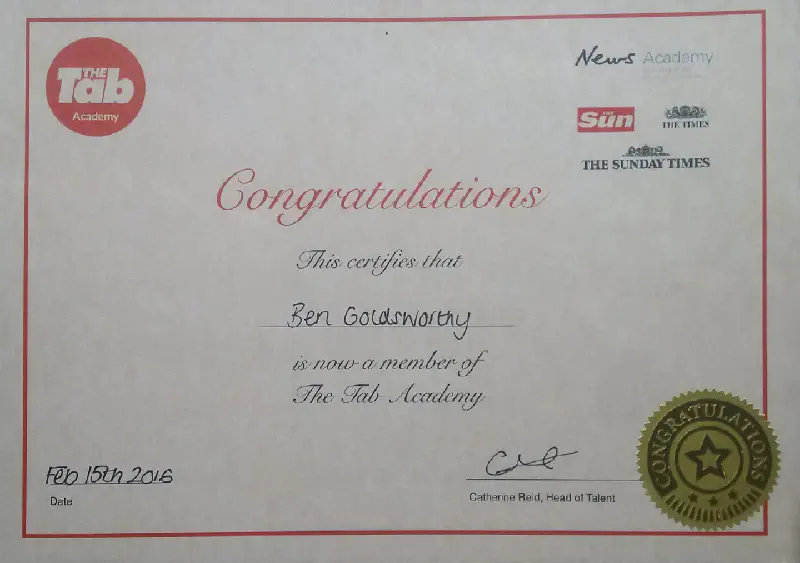 THE
Tab
Academy
News Academy
THE
Sun
THE TIMES
THE SUNDAY TIMES
Congratulations
This certifies that
Ben Goldsworthy
is now a member of
The Tab Academy
Feb 15th 2016
Date
Catherine Reid, Head of Talent
CONGRATULATIONS
CONGRATULATIONS